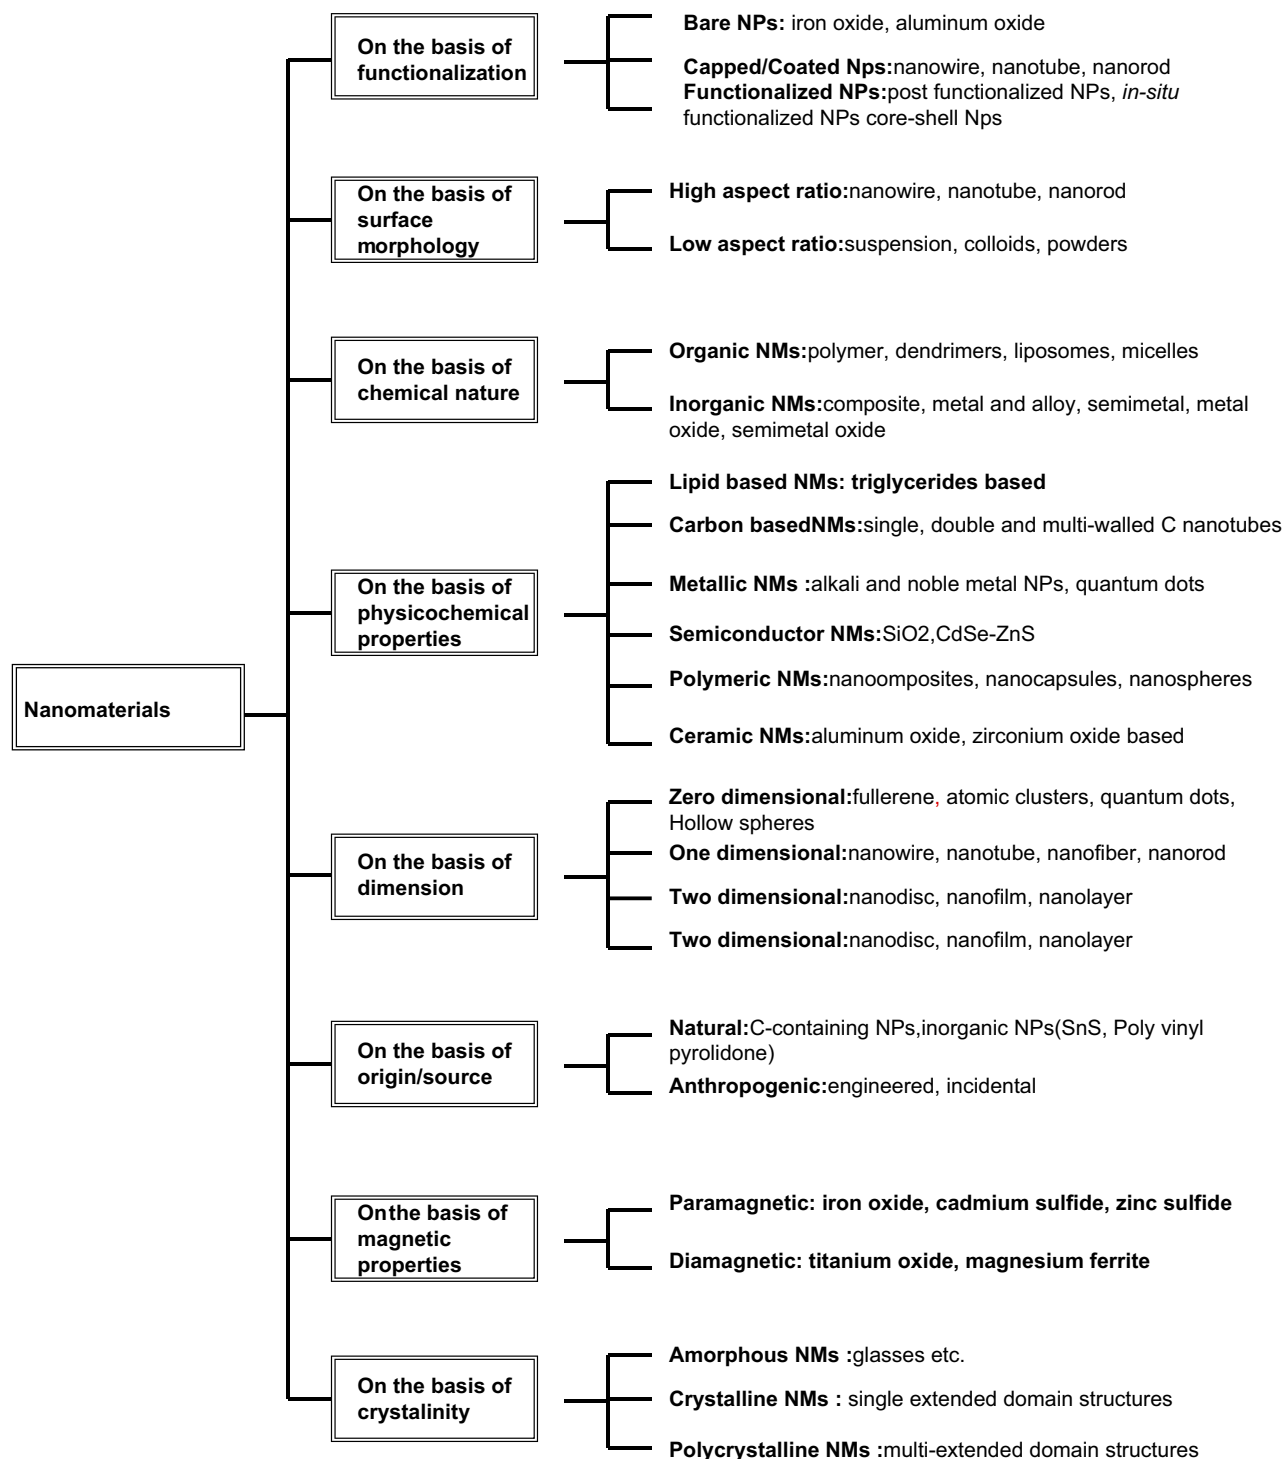 On the basis of
functionalization
Bare NPs: iron oxide, aluminum oxide
Capped/Coated Nps:nanowire, nanotube, nanorod
Functionalized NPs:post functionalized NPs, in-situ
functionalized NPs core-shell Nps
On the basis of
surface
morphology
High aspect ratio:nanowire, nanotube, nanorod
Low aspect ratio:suspension, colloids, powders
On the basis of
chemical nature
Organic NMs:polymer, dendrimers, liposomes, micelles
Inorganic NMs:composite, metal and alloy, semimetal, metal
oxide, semimetal oxide
On the basis of
physicochemical
properties
Lipid based NMs: triglycerides based
Carbon basedNMs:single, double and multi-walled C nanotubes
Metallic NMs :alkali and noble metal NPs, quantum dots
Semiconductor NMs:SiO2,CdSe-ZnS
Polymeric NMs:nanoomposites, nanocapsules, nanospheres
Ceramic NMs:aluminum oxide, zirconium oxide based
Nanomaterials
On the basis of
dimension
Zero dimensional:fullerene, atomic clusters, quantum dots,
Hollow spheres
One dimensional:nanowire, nanotube, nanofiber, nanorod
Two dimensional:nanodisc, nanofilm, nanolayer
Two dimensional:nanodisc, nanofilm, nanolayer
On the basis of
origin/source
Natural:C-containing NPs,inorganic NPs(SnS, Poly vinyl
pyrolidone)
Anthropogenic:engineered, incidental
Onthe basis of
magnetic
properties
Paramagnetic: iron oxide, cadmium sulfide, zinc sulfide
Diamagnetic: titanium oxide, magnesium ferrite
On the basis of
crystalinity
Amorphous NMs :glasses etc.
Crystalline NMs : single extended domain structures
Polycrystalline NMs :multi-extended domain structures